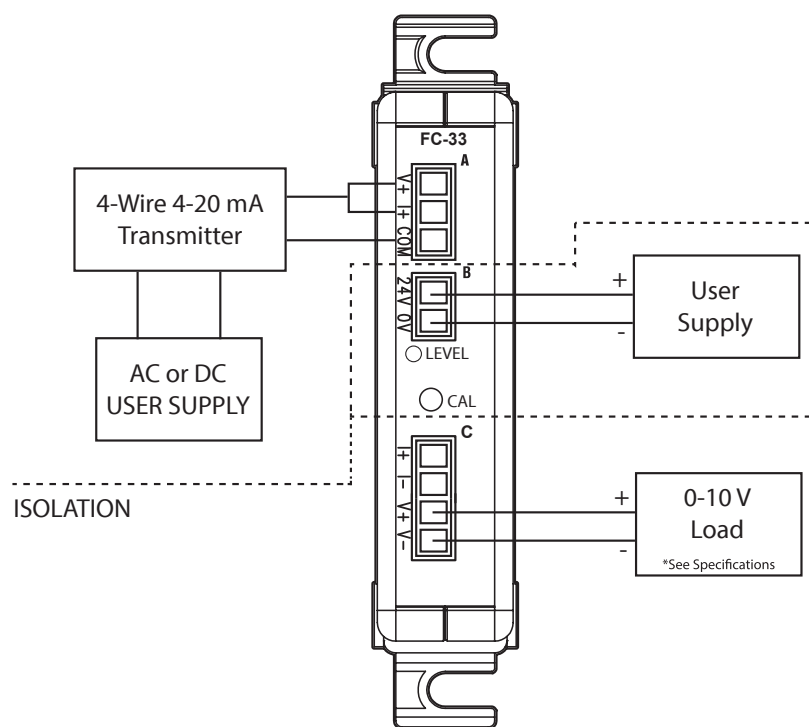 FC-33
A
V+
I+
COM
4-Wire 4-20 mA
Transmitter
AC or DC
USER SUPPLY
B
24V
0V
+
-
User
Supply
LEVEL
CAL
ISOLATION
C
I+
I-
V+
V-
+
-
0-10 V
Load
*See Specifications